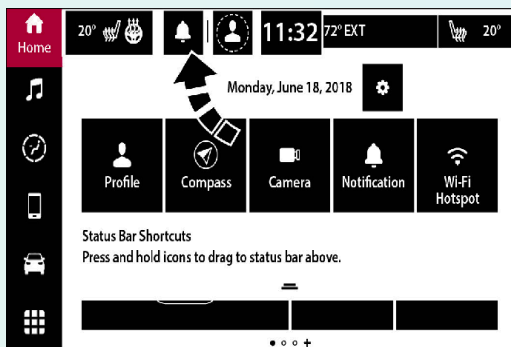 Home
20°
11:32
72° EXT
20°
Monday, June 18, 2018
Profile
Compass
Camera
Notification
Wi-Fi
Hotspot
Status Bar Shortcuts
Press and hold icons to drag to status bar above.